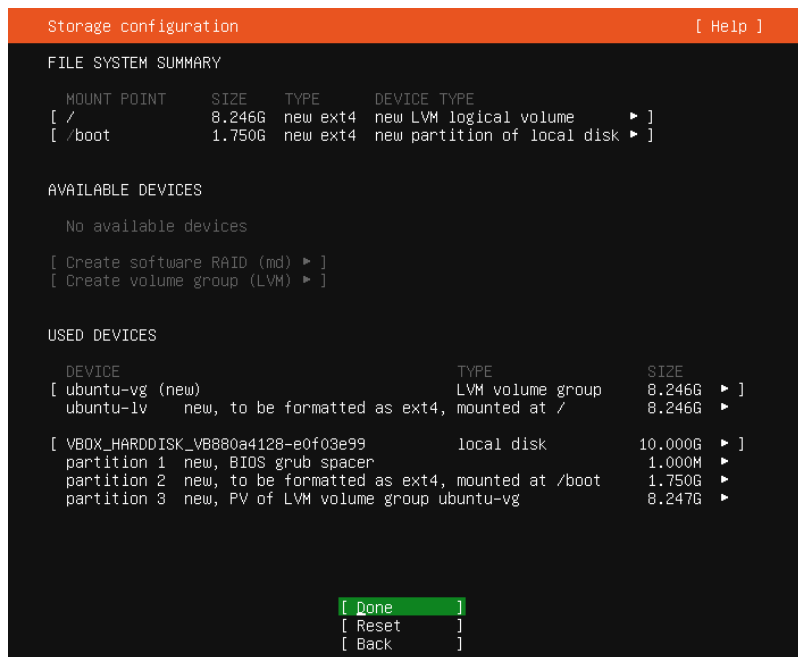 Storage configuration [ Help ]
FILE SYSTEM SUMMARY
MOUNT POINT SIZE TYPE DEVICE TYPE
[ / 8.246G new ext4 new LVM logical volume ▸ ]
[ /boot 1.750G new ext4 new partition of local disk ▸ ]
AVAILABLE DEVICES
No available devices
[ Create software RAID (md) ▸ ]
[ Create volume group (LVM) ▸ ]
USED DEVICES
DEVICE TYPE SIZE
[ ubuntu-vg (new) LVM volume group 8.246G ▸ ]
ubuntu-lv new, to be formatted as ext4, mounted at / 8.246G ▸
[ VBOX_HARDDISK_VB880a4128-e0f03e99 local disk 10.000G ▸ ]
partition 1 new, BIOS grub spacer 1.000M ▸
partition 2 new, to be formatted as ext4, mounted at /boot 1.750G ▸
partition 3 new, PV of LVM volume group ubuntu-vg 8.247G ▸
[ Done ]
[ Reset ]
[ Back ]